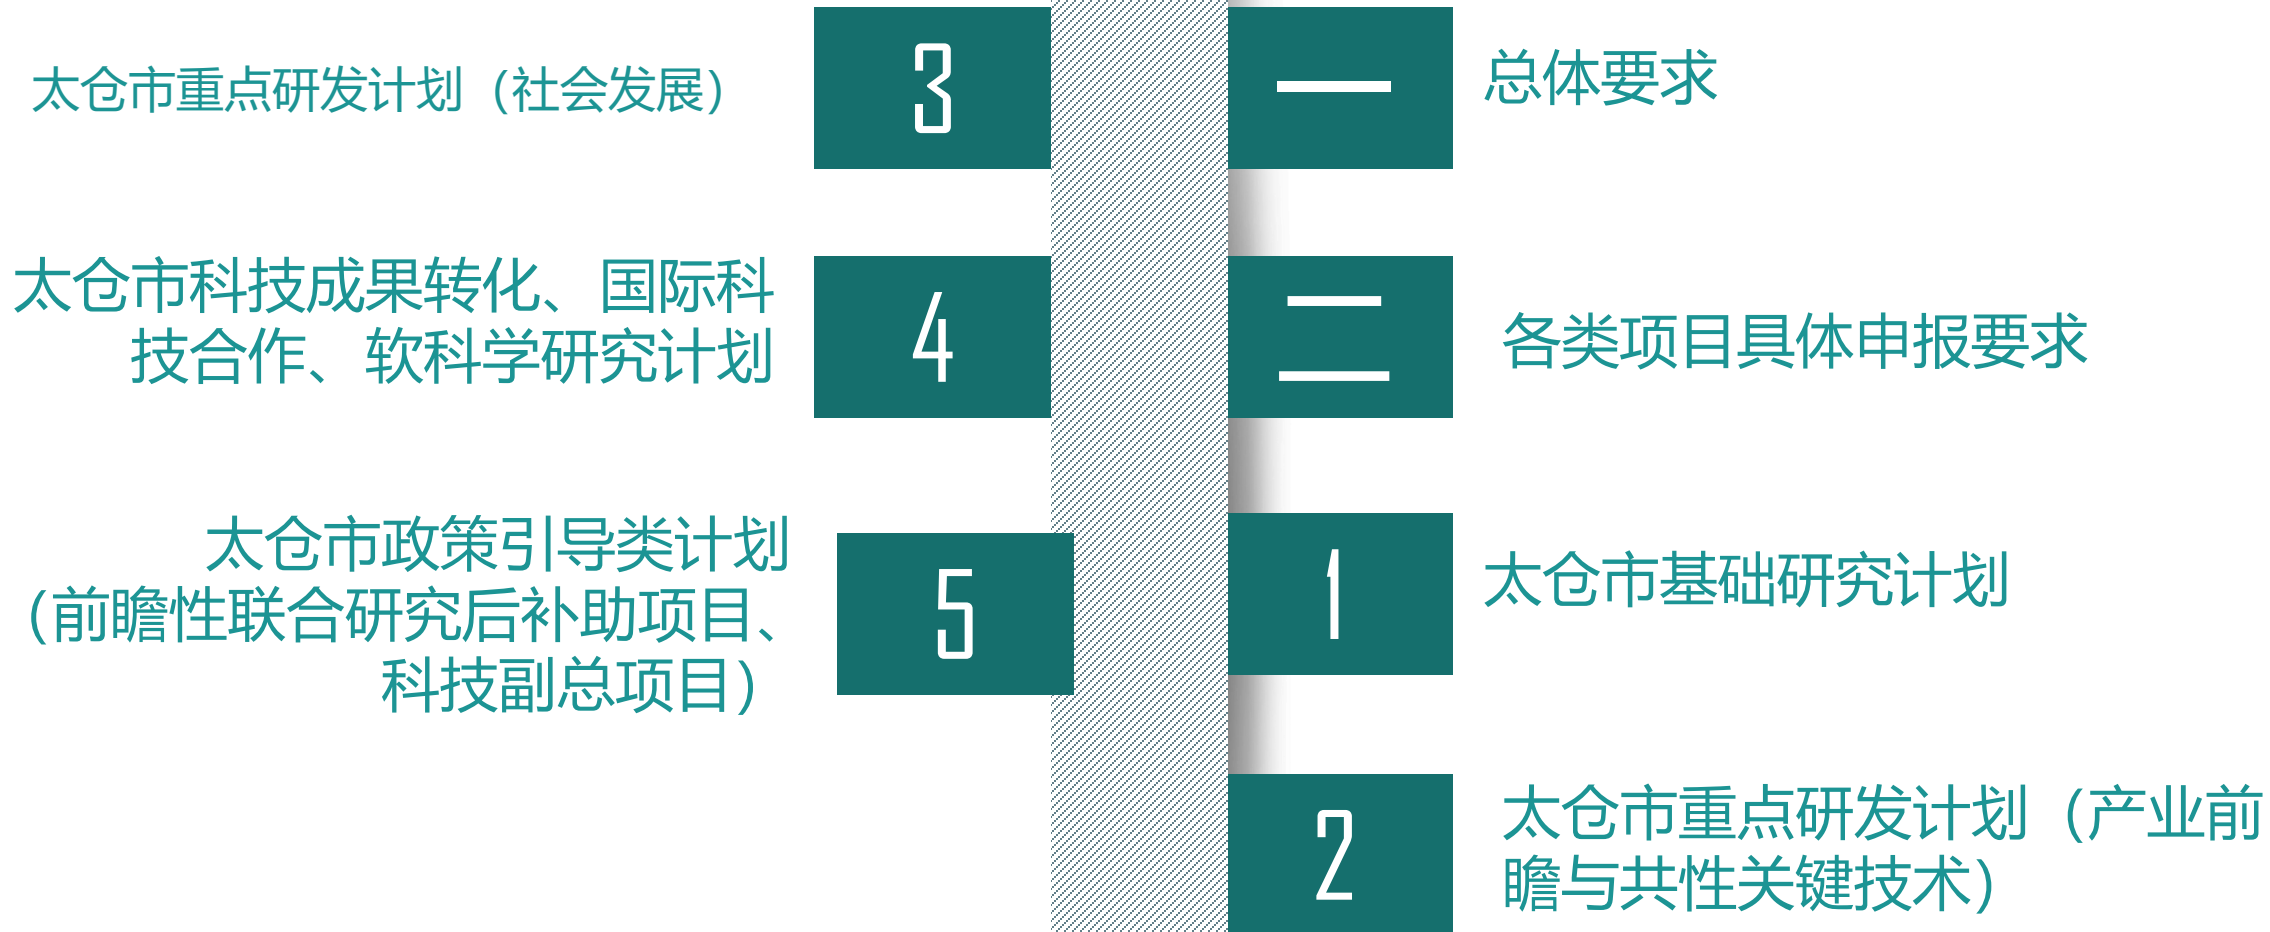 3
太仓市重点研发计划（社会发展）
4
太仓市科技成果转化、国际科
技合作、软科学研究计划
5
太仓市政策引导类计划
（前瞻性联合研究后补助项目、
科技副总项目）
一
总体要求
二
各类项目具体申报要求
1
太仓市基础研究计划
2
太仓市重点研发计划（产业前
瞻与共性关键技术）